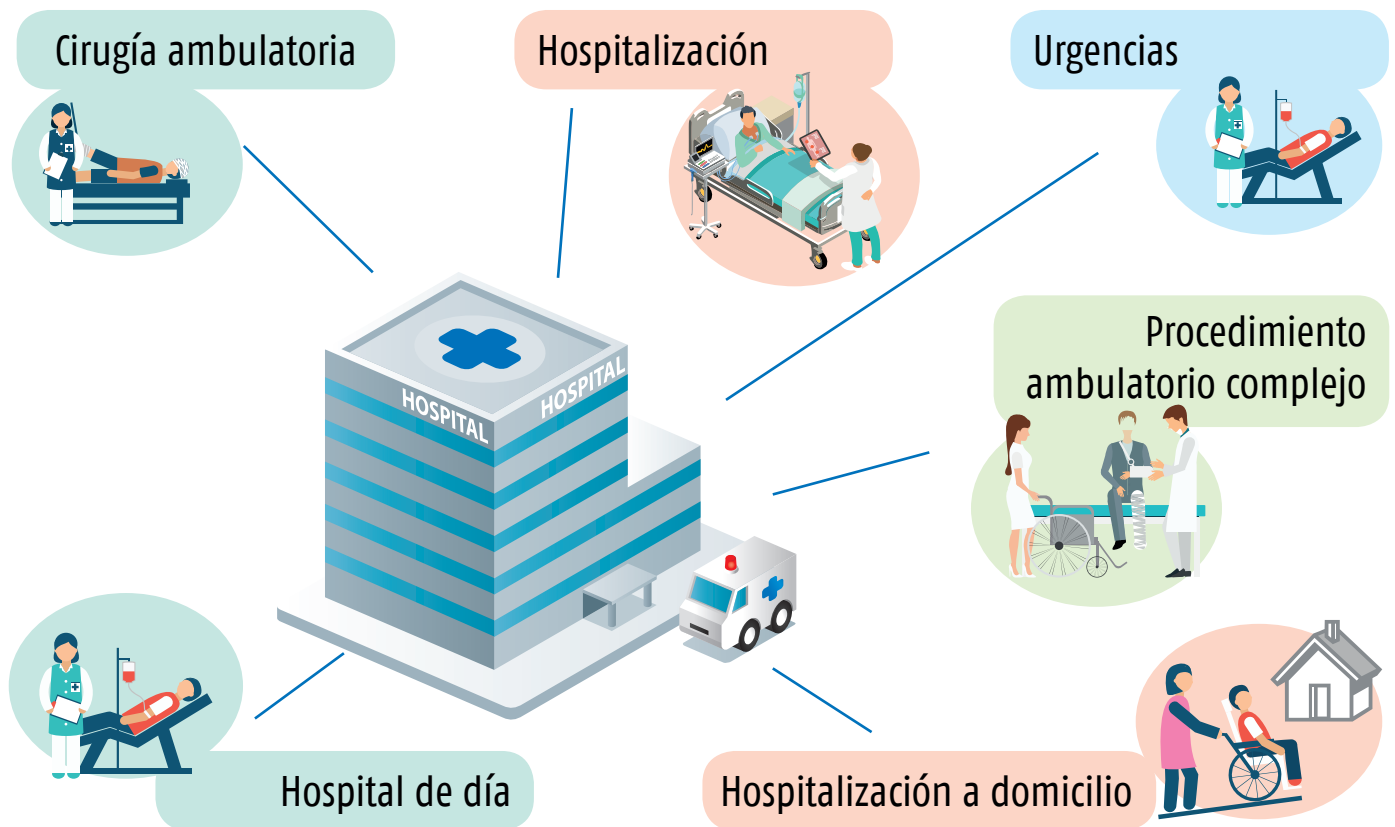 Cirugía ambulatoria
Hospitalización
Urgencias
Procedimiento
ambulatorio complejo
HOSPITAL
HOSPITAL
Hospital de día
Hospitalización a domicilio